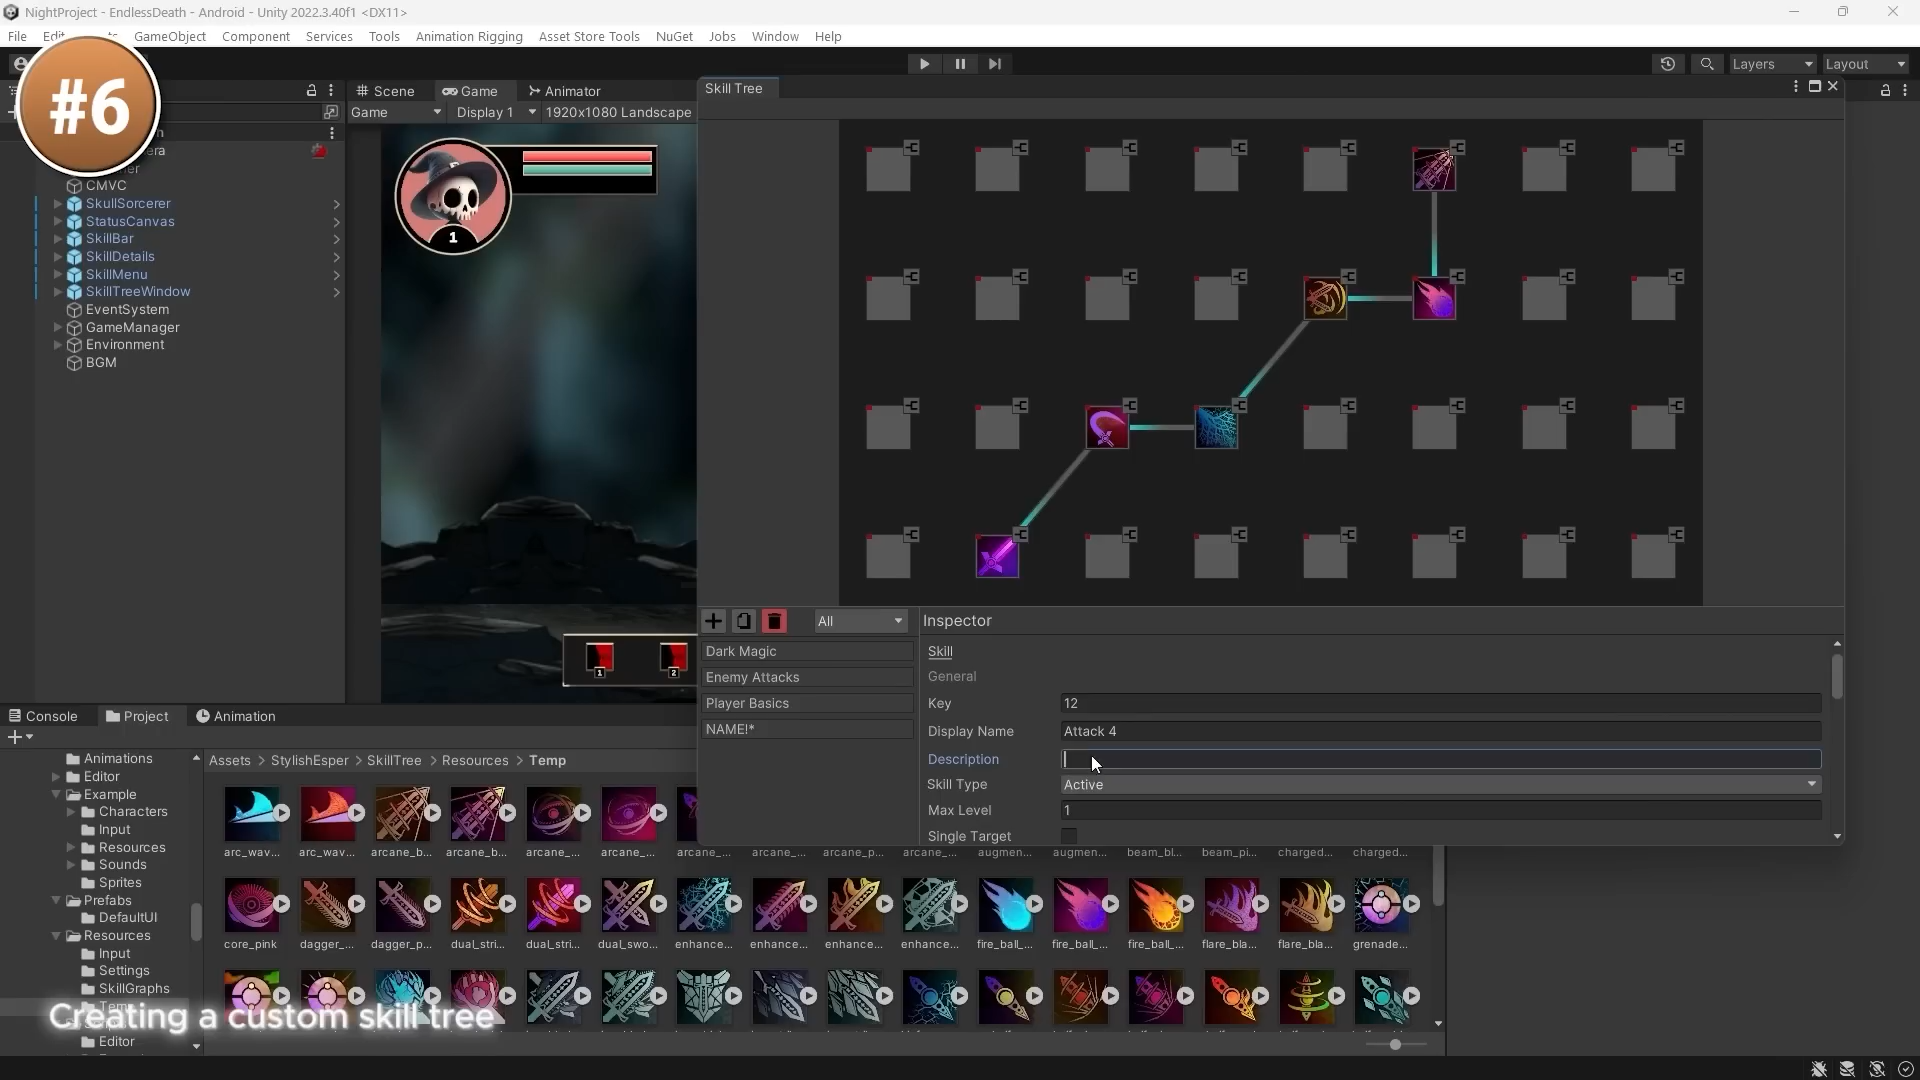 NightProject - EndlessDeath - Android - Unity 2022.3.40f1 <DX11>
File
GameObject
Component
Services
Tools
Animation Rigging
Asset Store Tools
NuGet
Jobs
Window
Help
Layers
Layout
#6
Scene
Game
Animator
Game
Display 1
1920x1080 Landscape
CMVC
SkullSorcerer
StatusCanvas
SkillBar
SkillDetails
SkillMenu
SkillTreeWindow
EventSystem
GameManager
Environment
BGM
1
1
2
Skill Tree
All
Dark Magic
Enemy Attacks
Player Basics
NAME!*
Inspector
Skill
General
Key
12
Display Name
Attack 4
Description
Skill Type
Active
Max Level
1
Single Target
Console
Project
Animation
Animations
Editor
Example
Characters
Input
Resources
Sounds
Sprites
Prefabs
DefaultUI
Resources
Input
Settings
SkillGraphs
Editor
Assets > StylishEsper > SkillTree > Resources > Temp
arc_wav...
arc_wav...
arcane_b...
arcane_b...
arcane_...
arcane_...
arcane_...
arcane_...
arcane_p...
arcane_...
augmen...
augmen...
beam_bl...
beam_pi...
charged...
charged...
core_pink
dagger_...
dagger_p...
dual_stri...
dual_stri...
dual_swo...
enhance...
enhance...
enhance...
enhance...
fire_ball_...
fire_ball_...
fire_ball_...
flare_bla...
flare_bla...
grenade...
Creating a custom skill tree